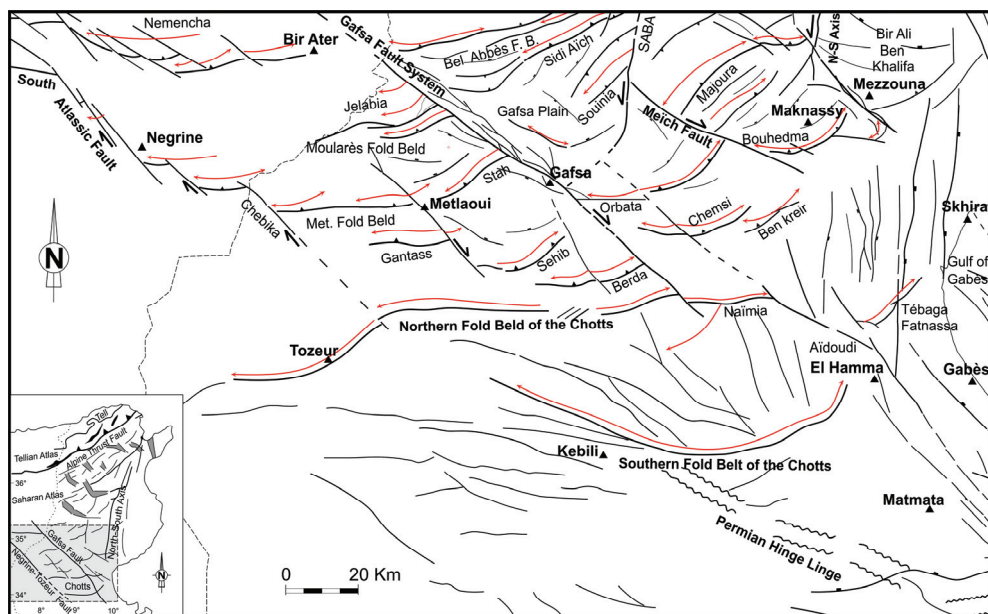 Nemencha
Bir Ater
Gafsa Fault System
Bel Abbès F. B.
Sidi Aich
SABA
N-S Axis
Bir Ali
Ben
Khalifa
Mezzouna
South
Atlassic Fault
Negrine
Jelabia
Gafsa Plain
Souinia
Majoura
Meïch Fault
Maknassy
Bouhedma
Moularès Fold Beld
Stah
Gafsa
Metlaoui
Orbata
Chemsi
Ben kreir
Skhira
Chebika
Met. Fold Beld
Gantass
Sehib
Berda
Gulf of
Gabès
N
Northern Fold Beld of the Chotts
Naïmia
Tébaga
Fatnassa
Tozeur
Aïdoudi
El Hamma
Gabès
Kebili
Southern Fold Belt of the Chotts
Matmata
Permian Hinge Linge
0 20 Km
Tell
Tellian Atlas
Alpine Thrust Fault
36°
Saharan Atlas
North-South Axis
35°
Gafsa Fault
Negrine-Tozeur Fault
Chotts
N
34°
8° 9° 10°